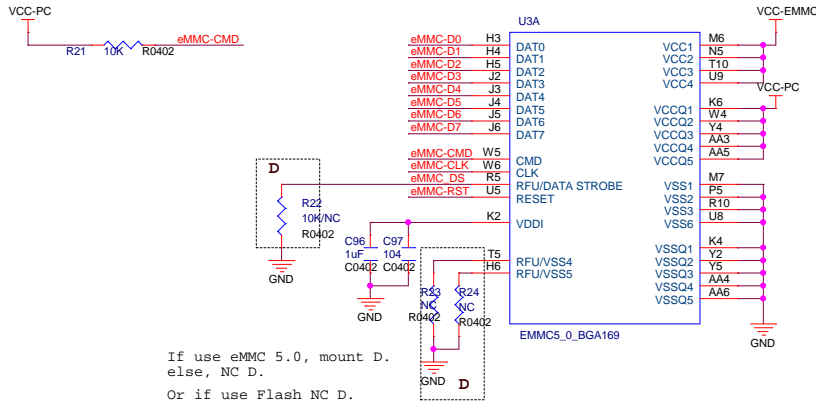 VCC-PC
R21
10K
R0402
eMMC-CMD
U3A
VCC-EMMC
eMMC-D0 H3 DAT0
eMMC-D1 H4 DAT1
eMMC-D2 H5 DAT2
eMMC-D3 J2 DAT3
eMMC-D4 J3 DAT4
eMMC-D5 J4 DAT5
eMMC-D6 J5 DAT6
eMMC-D7 J6 DAT7
eMMC-CMD W5 CMD
eMMC-CLK W6 CLK
eMMC_DS R5 RFU/DATA STROBE
eMMC-RST U5 RESET
K2 VDDI
T5 RFU/VSS4
H6 RFU/VSS5
VCC1 M6
VCC2 N5
VCC3 T10
VCC4 U9
VCC-PC
VCCQ1 K6
VCCQ2 W4
VCCQ3 Y4
VCCQ4 AA3
VCCQ5 AA5
VSS1 M7
VSS2 P5
VSS3 R10
VSS6 U8
VSSQ1 K4
VSSQ2 Y2
VSSQ3 Y5
VSSQ4 AA4
VSSQ5 AA6
GND
EMMC5_0_BGA169
D
R22
10K/NC
R0402
GND
C96
1uF
C0402
C97
104
C0402
GND
R23
NC
R0402
R24
NC
R0402
GND
D
If use eMMC 5.0, mount D.
else, NC D.
Or if use Flash NC D.